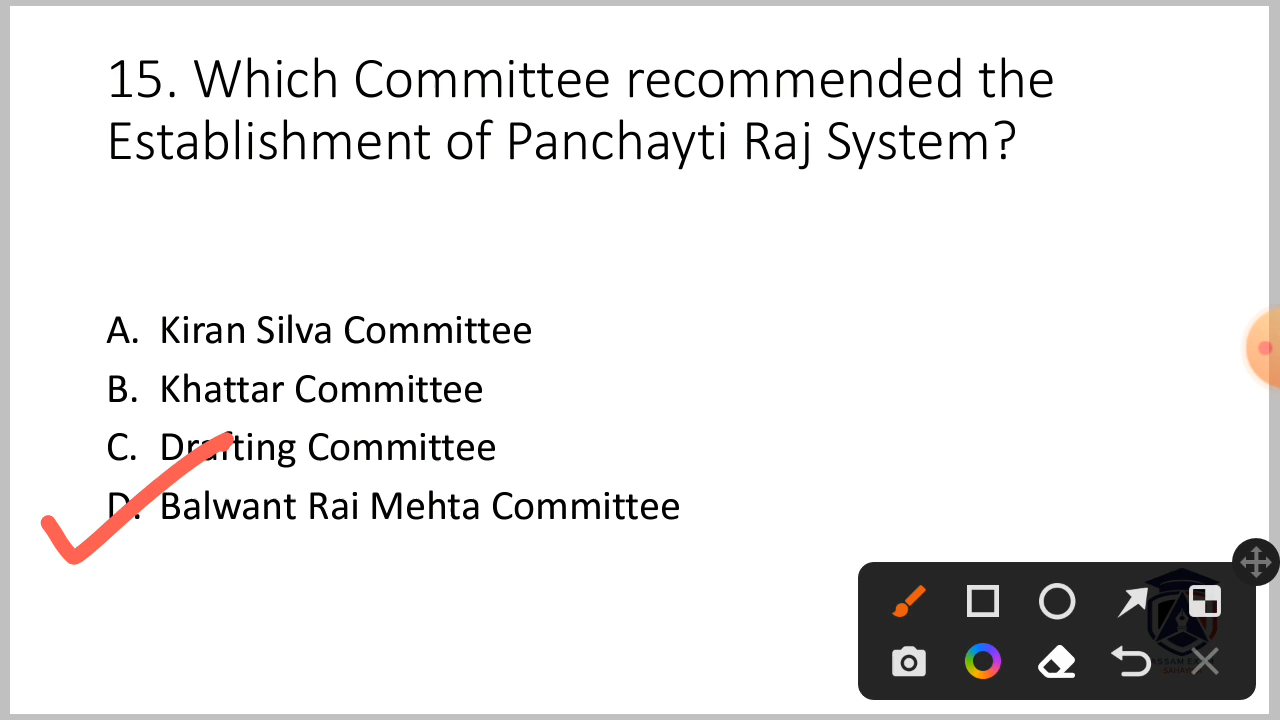 15. Which Committee recommended the
Establishment of Panchayti Raj System?
A. Kiran Silva Committee
B. Khattar Committee
C. Drafting Committee
D. Balwant Rai Mehta Committee